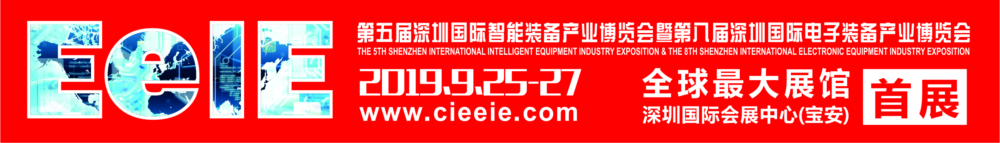 EeIE
第五届深圳国际智能装备产业博览会暨第八届深圳国际电子装备产业博览会
THE 5TH SHENZHEN INTERNATIONAL INTELLIGENT EQUIPMENT INDUSTRY EXPOSITION & THE 8TH SHENZHEN INTERNATIONAL ELECTRONIC EQUIPMENT INDUSTRY EXPOSITION
2019.9.25-27
www.cieeie.com
全球最大展馆
深圳国际会展中心(宝安)
首展